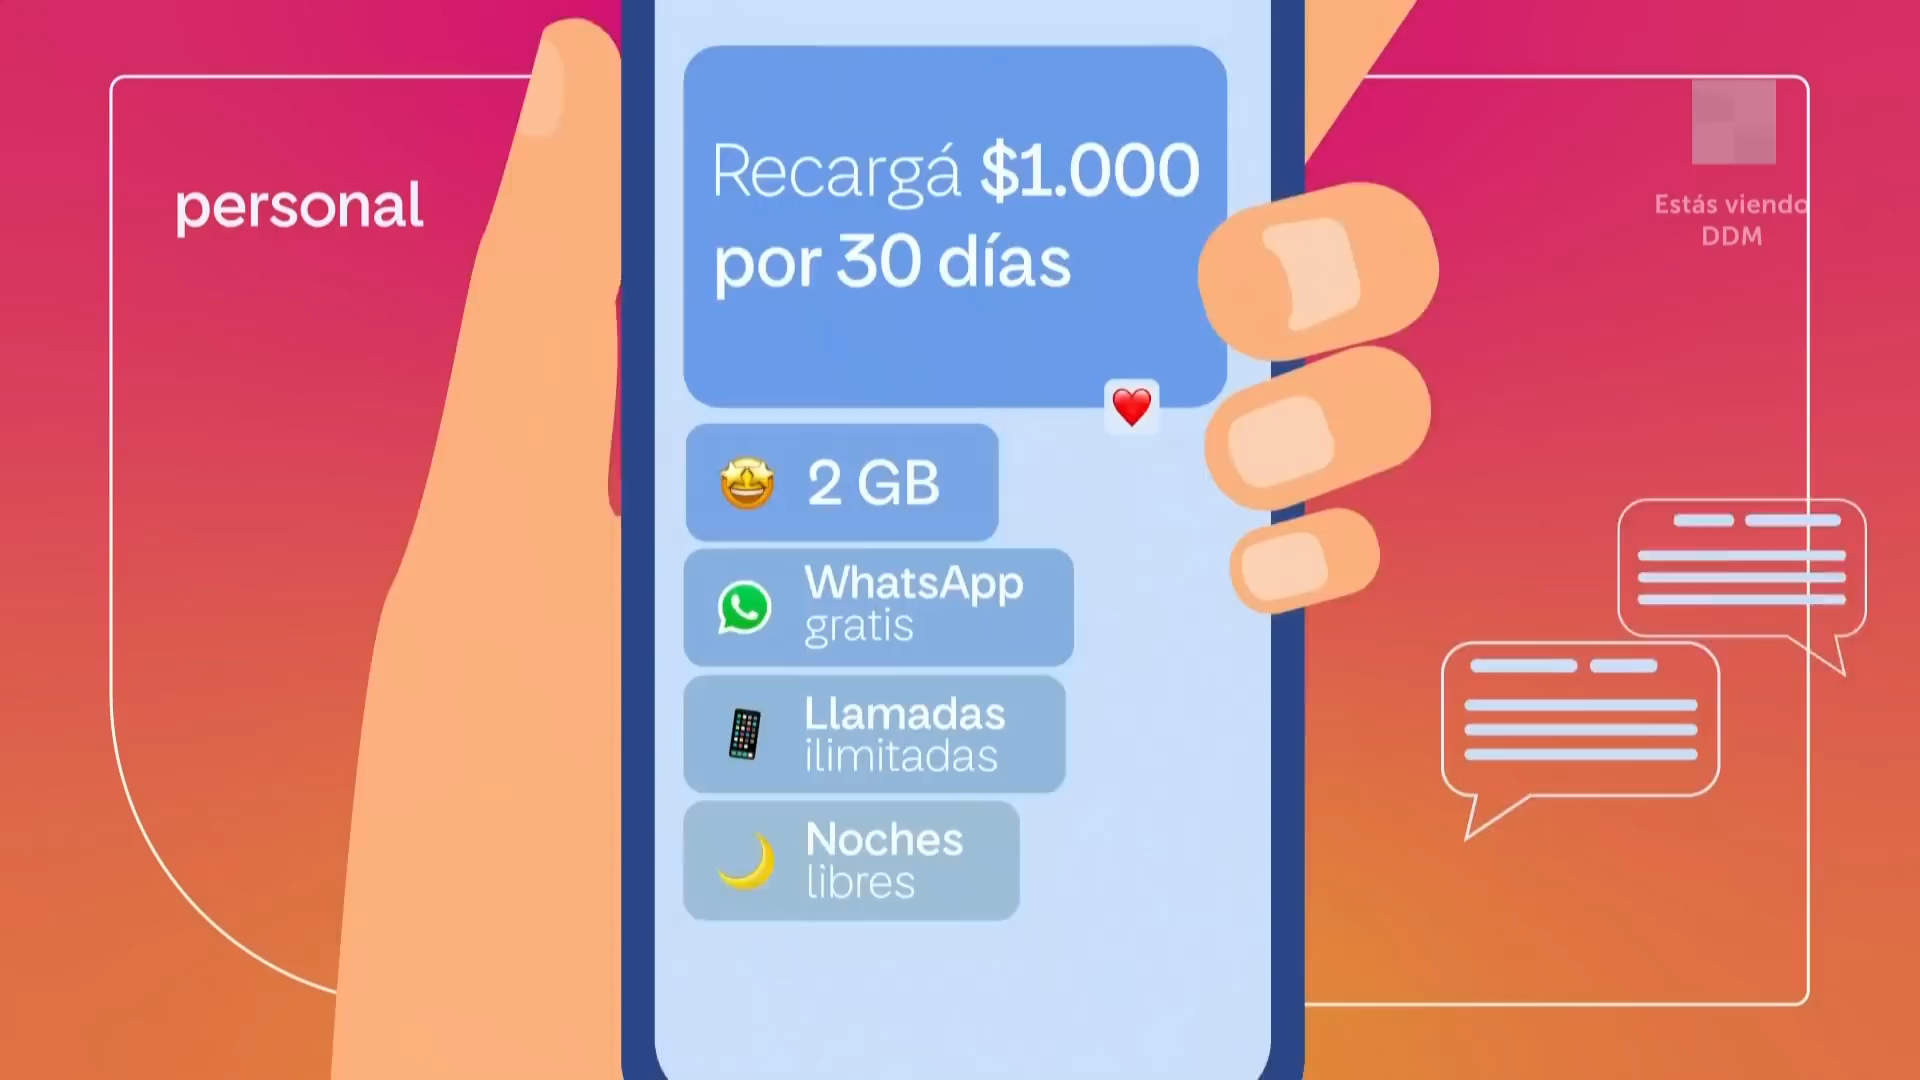 personal
Recargá $1.000
por 30 días
2 GB
WhatsApp
gratis
Llamadas
ilimitadas
Noches
libres
Estás viendo
DDM